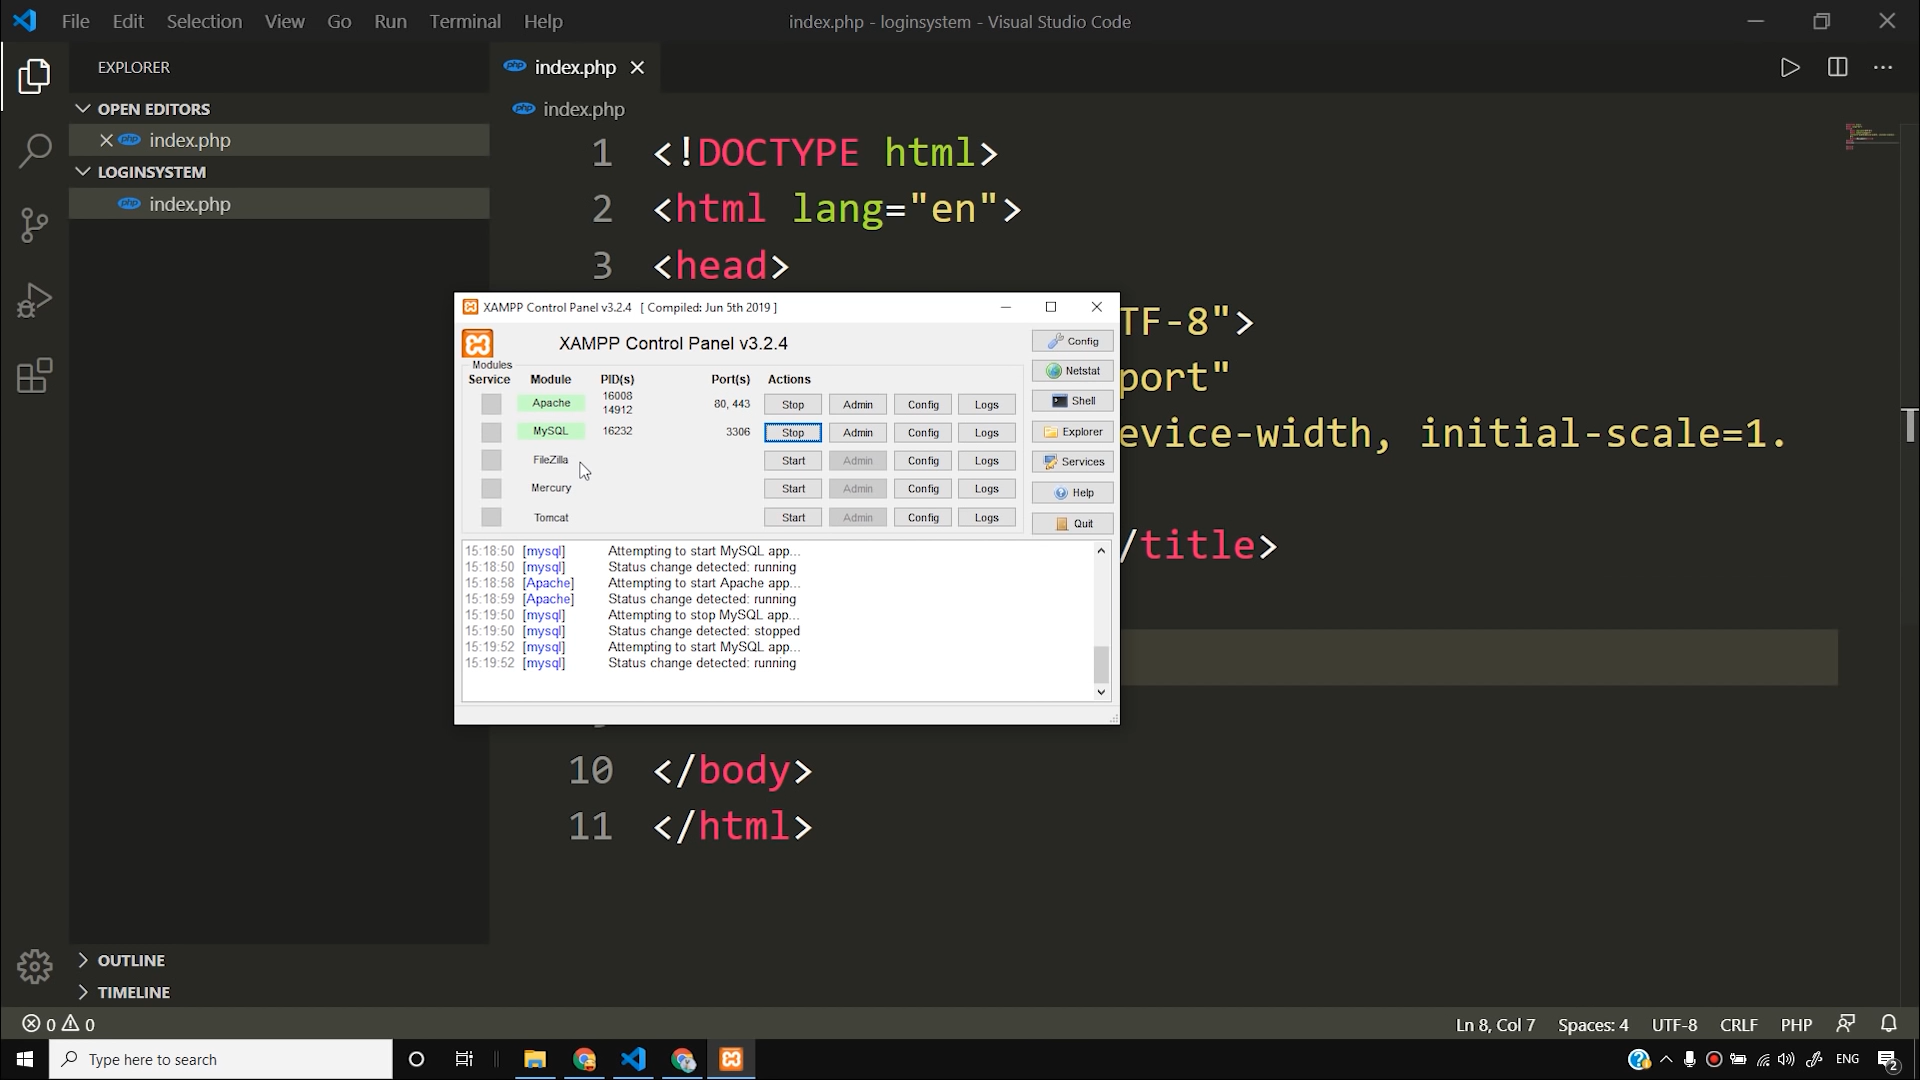 File Edit Selection View Go Run Terminal Help
index.php - loginsystem - Visual Studio Code
EXPLORER
OPEN EDITORS
index.php
LOGINSYSTEM
index.php
index.php
index.php
1 <!DOCTYPE html>
2 <html lang="en">
3 <head>
TF-8">
port"
evice-width, initial-scale=1.
/title>
10 </body>
11 </html>
XAMPP Control Panel v3.2.4 [ Compiled: Jun 5th 2019 ]
XAMPP Control Panel v3.2.4
Modules
Service Module PID(s) Port(s) Actions
Apache 16008 14912 80, 443 Stop Admin Config Logs
MySQL 16232 3306 Stop Admin Config Logs
FileZilla Start Admin Config Logs
Mercury Start Admin Config Logs
Tomcat Start Admin Config Logs
Config
Netstat
Shell
Explorer
Services
Help
Quit
15:18:50 [mysql] Attempting to start MySQL app...
15:18:50 [mysql] Status change detected: running
15:18:58 [Apache] Attempting to start Apache app...
15:18:59 [Apache] Status change detected: running
15:19:50 [mysql] Attempting to stop MySQL app...
15:19:50 [mysql] Status change detected: stopped
15:19:52 [mysql] Attempting to start MySQL app...
15:19:52 [mysql] Status change detected: running
OUTLINE
TIMELINE
0 0
Ln 8, Col 7 Spaces: 4 UTF-8 CRLF PHP
Type here to search
ENG
2